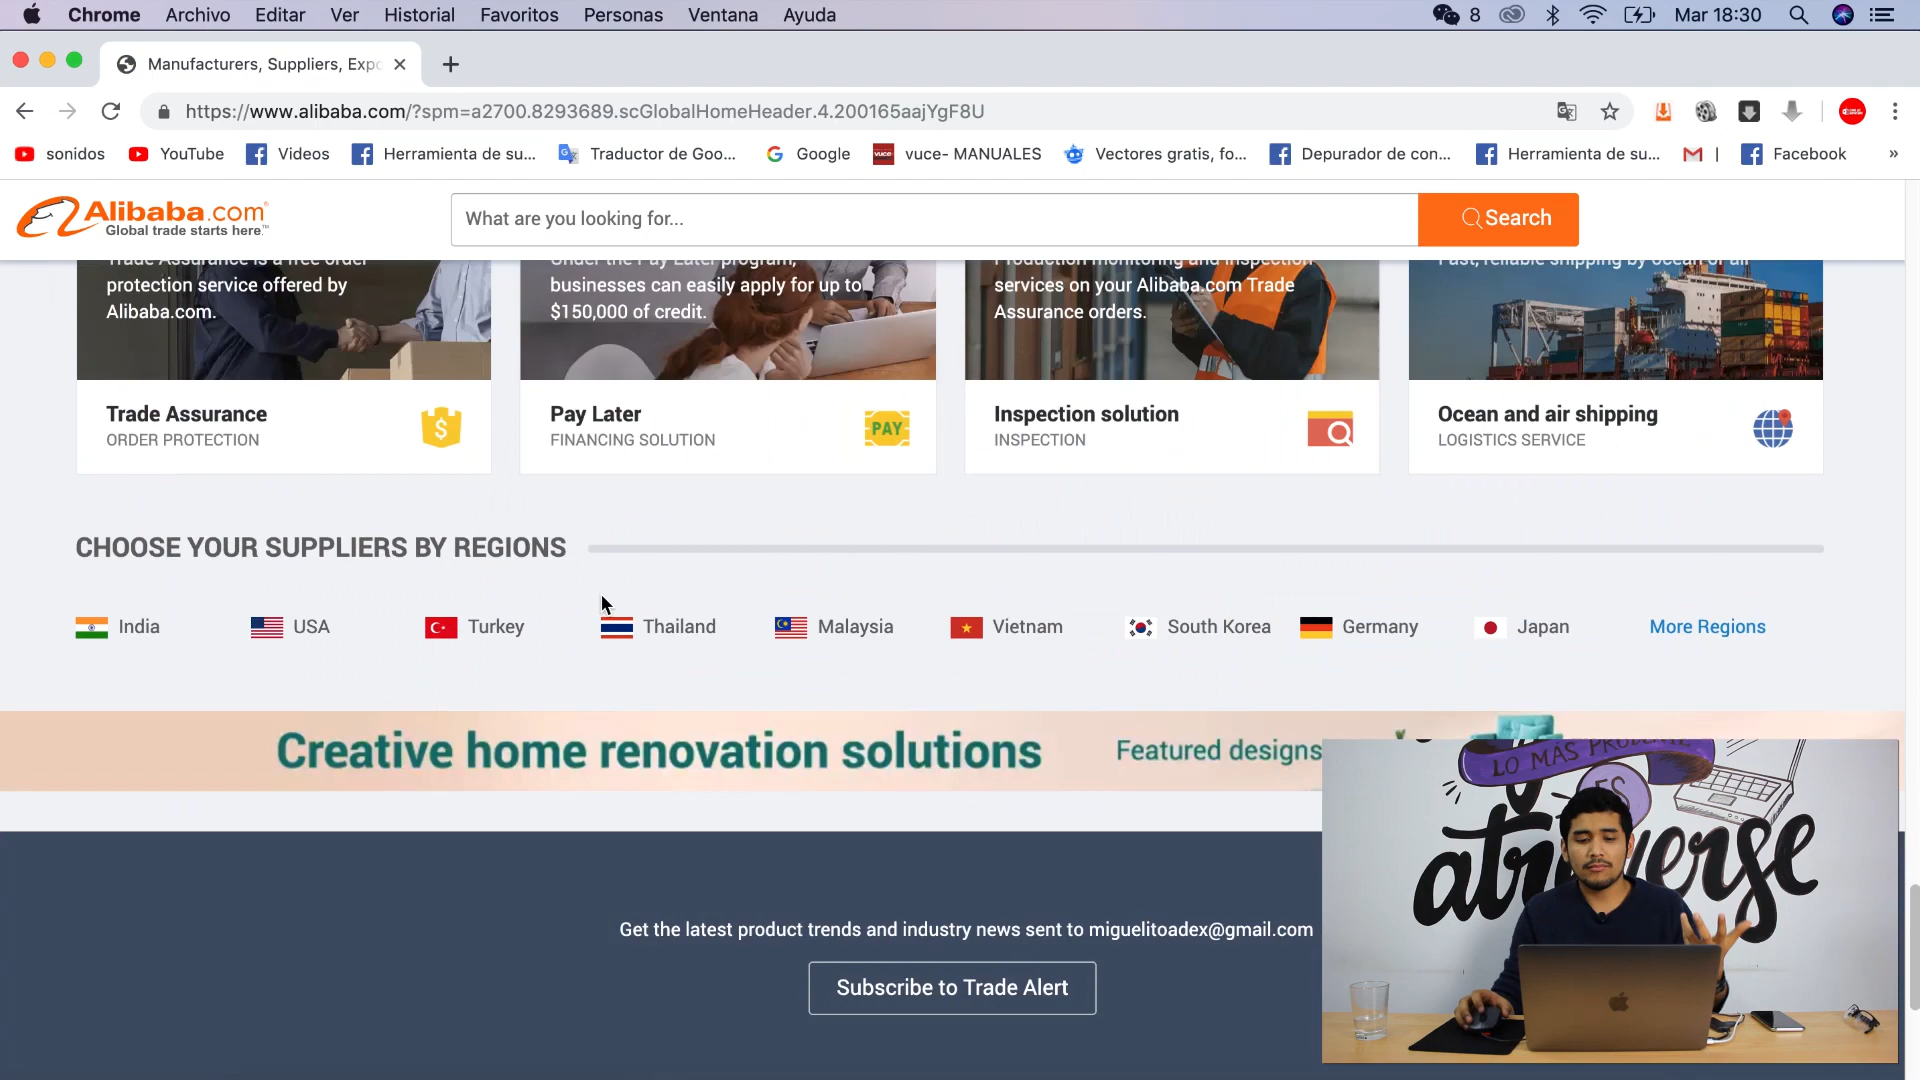 Chrome Archivo Editar Ver Historial Favoritos Personas Ventana Ayuda 8 Mar 18:30
Manufacturers, Suppliers, Expo
https://www.alibaba.com/?spm=a2700.8293689.scGlobalHomeHeader.4.200165aajYgF8U
sonidos YouTube Videos Herramienta de su... Traductor de Goo... Google vuce- MANUALES Vectores gratis, fo... Depurador de con... Herramienta de su... | Facebook »
Alibaba.com
Global trade starts here.™
What are you looking for...
Search
Trade Assurance is a free order
protection service offered by
Alibaba.com.
Under the Pay Later program,
businesses can easily apply for up to
$150,000 of credit.
Production monitoring and inspection
services on your Alibaba.com Trade
Assurance orders.
Fast, reliable shipping by ocean or air
Trade Assurance
ORDER PROTECTION
$
Pay Later
FINANCING SOLUTION
PAY
Inspection solution
INSPECTION
Ocean and air shipping
LOGISTICS SERVICE
CHOOSE YOUR SUPPLIERS BY REGIONS
India USA Turkey Thailand Malaysia Vietnam South Korea Germany Japan More Regions
Creative home renovation solutions Featured designs
Get the latest product trends and industry news sent to miguelitoadex@gmail.com
Subscribe to Trade Alert
LO MÁS PRUDENTE
ES